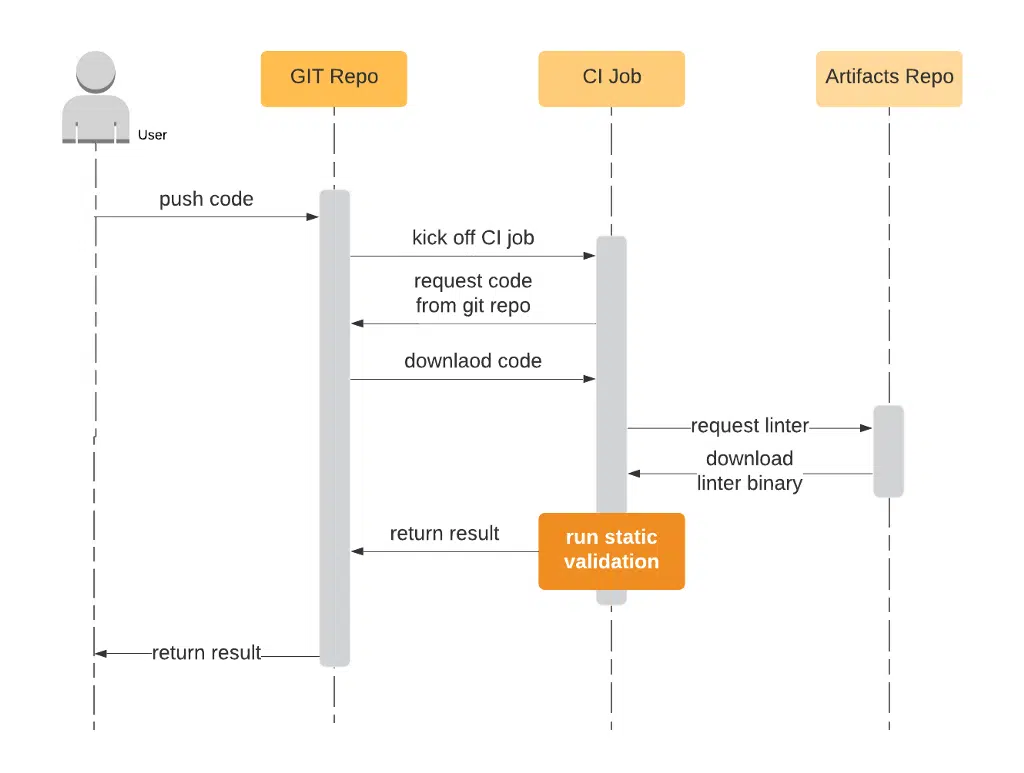 GIT Repo
CI Job
Artifacts Repo
User
push code
kick off CI job
request code
from git repo
downlaod code
request linter
download
linter binary
return result
run static
validation
return result